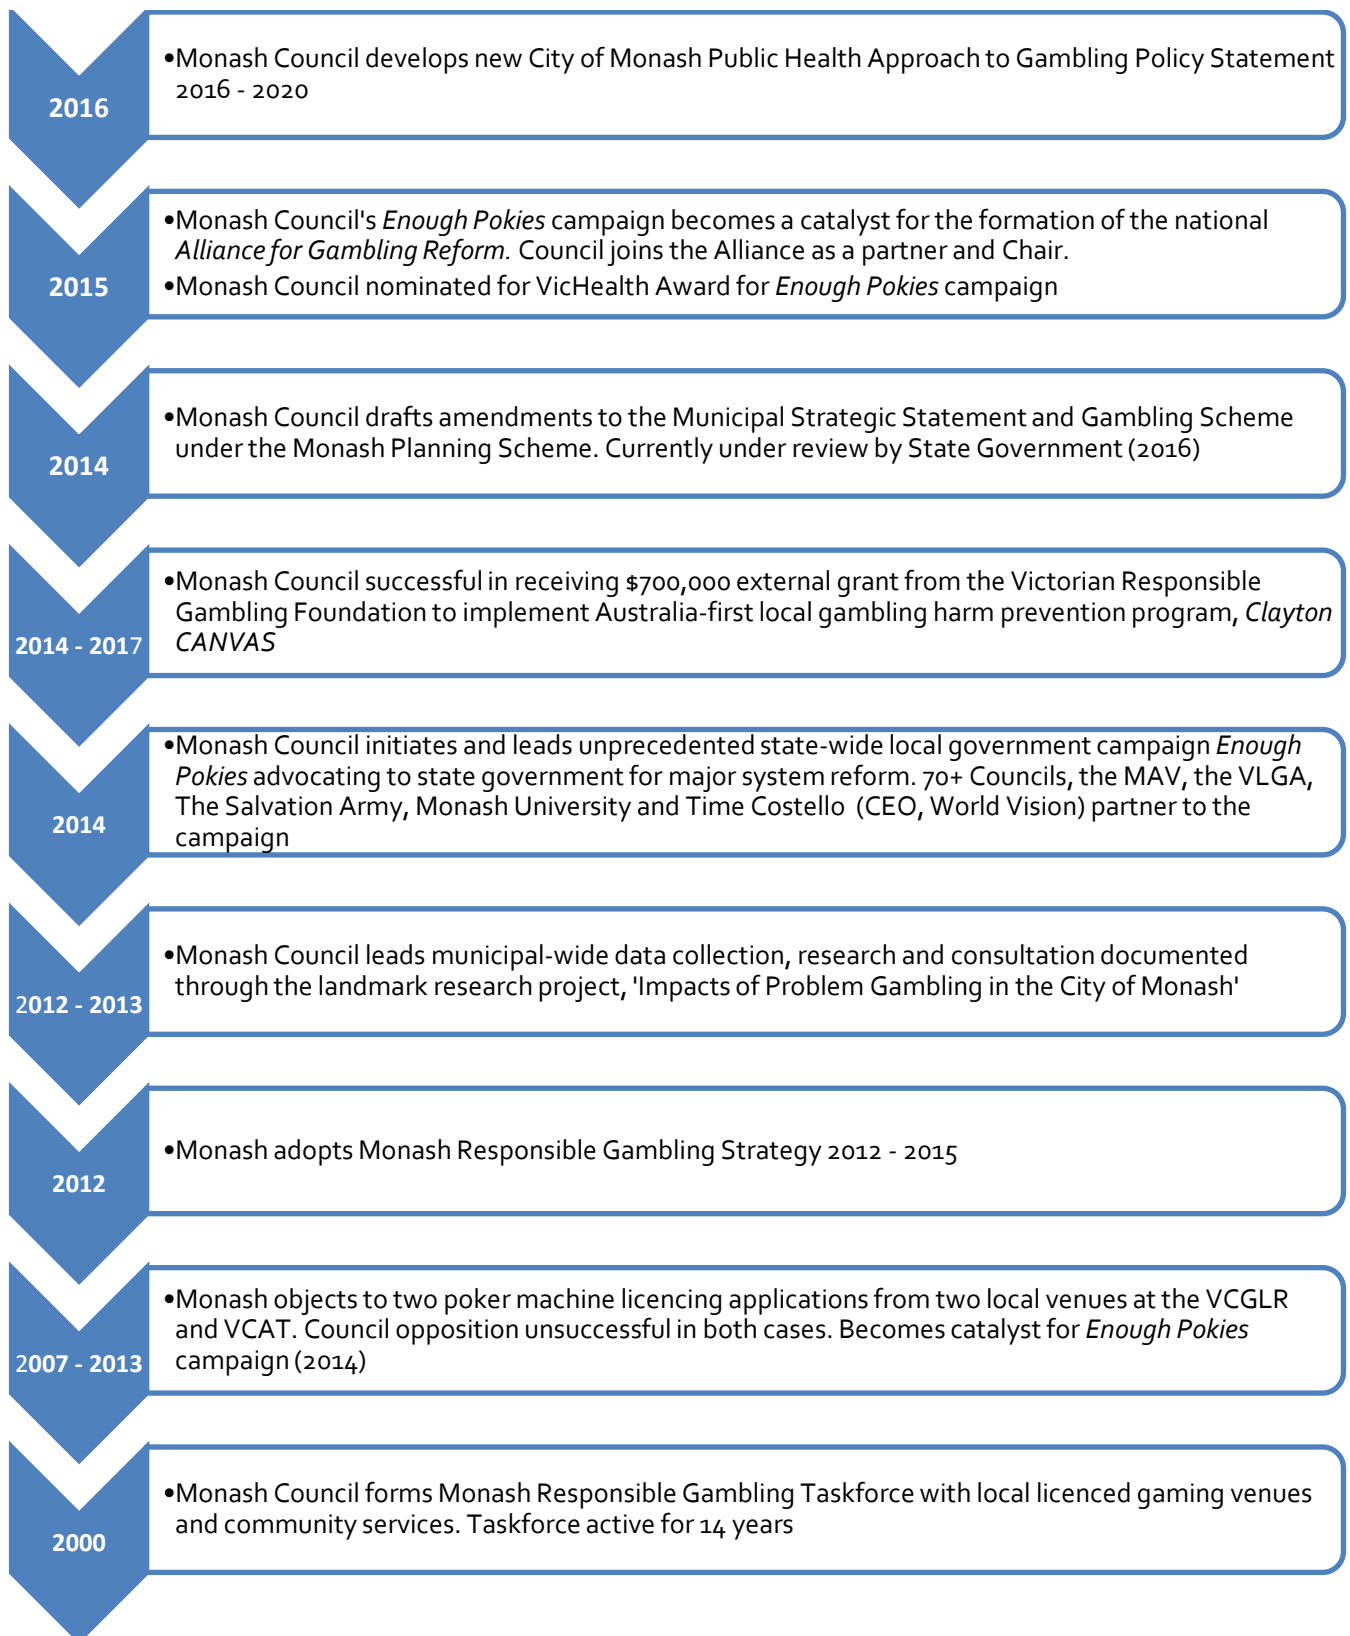 2016
•Monash Council develops new City of Monash Public Health Approach to Gambling Policy Statement
2016 - 2020
2015
•Monash Council's Enough Pokies campaign becomes a catalyst for the formation of the national
Alliance for Gambling Reform. Council joins the Alliance as a partner and Chair.
•Monash Council nominated for VicHealth Award for Enough Pokies campaign
2014
•Monash Council drafts amendments to the Municipal Strategic Statement and Gambling Scheme
under the Monash Planning Scheme. Currently under review by State Government (2016)
2014 - 2017
•Monash Council successful in receiving $700,000 external grant from the Victorian Responsible
Gambling Foundation to implement Australia-first local gambling harm prevention program, Clayton
CANVAS
2014
•Monash Council initiates and leads unprecedented state-wide local government campaign Enough
Pokies advocating to state government for major system reform. 70+ Councils, the MAV, the VLGA,
The Salvation Army, Monash University and Time Costello (CEO, World Vision) partner to the
campaign
2012 - 2013
•Monash Council leads municipal-wide data collection, research and consultation documented
through the landmark research project, 'Impacts of Problem Gambling in the City of Monash'
2012
•Monash adopts Monash Responsible Gambling Strategy 2012 - 2015
2007 - 2013
•Monash objects to two poker machine licencing applications from two local venues at the VCGLR
and VCAT. Council opposition unsuccessful in both cases. Becomes catalyst for Enough Pokies
campaign (2014)
2000
•Monash Council forms Monash Responsible Gambling Taskforce with local licenced gaming venues
and community services. Taskforce active for 14 years